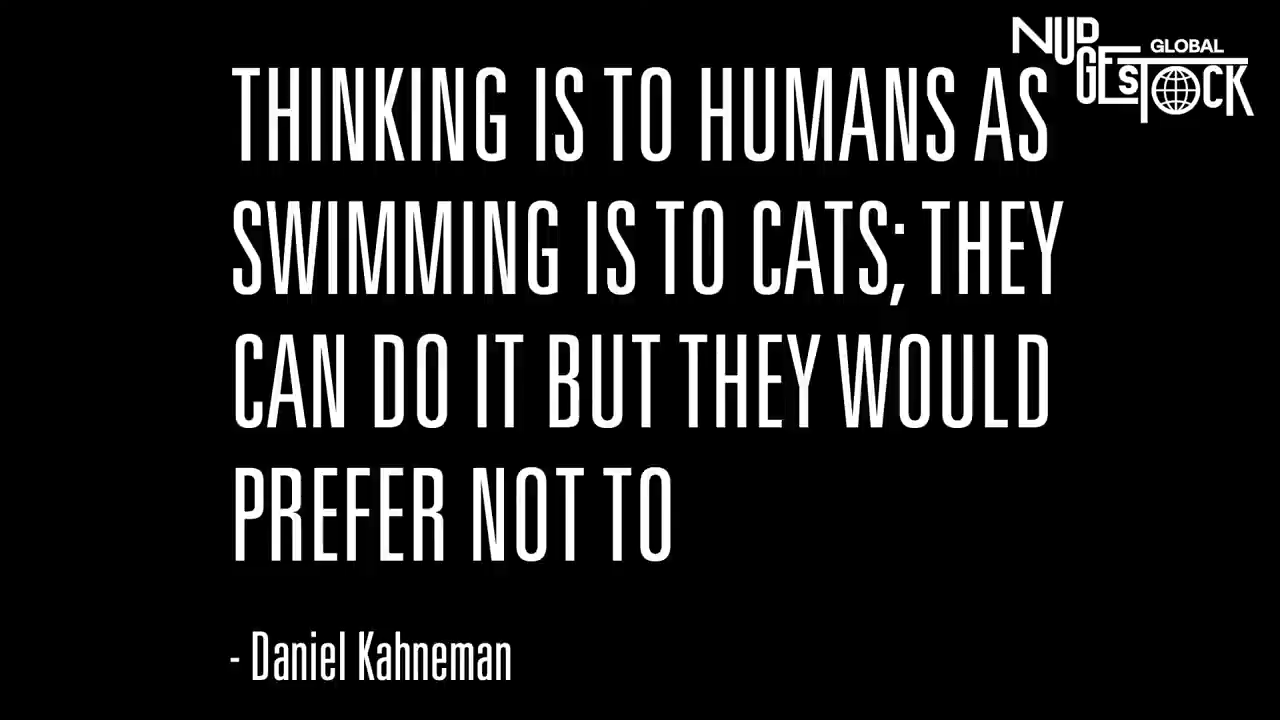 NUDGESTOCK
GLOBAL
THINKING IS TO HUMANS AS
SWIMMING IS TO CATS; THEY
CAN DO IT BUT THEY WOULD
PREFER NOT TO
- Daniel Kahneman